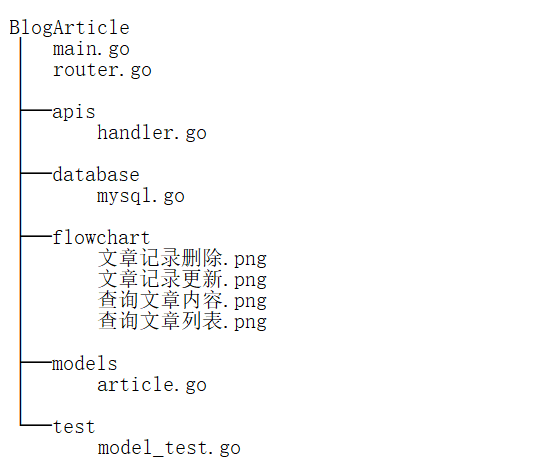 BlogArticle
main.go
router.go
apis
handler.go
database
mysql.go
flowchart
文章记录删除.png
文章记录更新.png
查询文章内容.png
查询文章列表.png
models
article.go
test
model_test.go